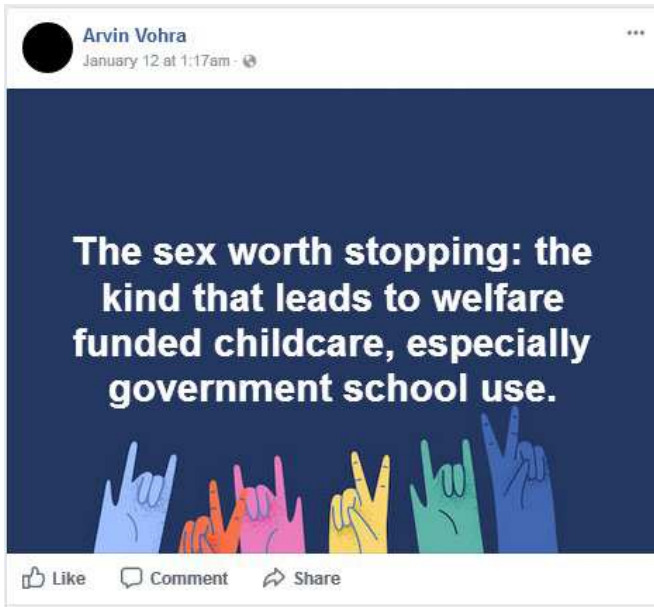 Arvin Vohra
January 12 at 1:17am ·
The sex worth stopping: the
kind that leads to welfare
funded childcare, especially
government school use.
Like Comment Share